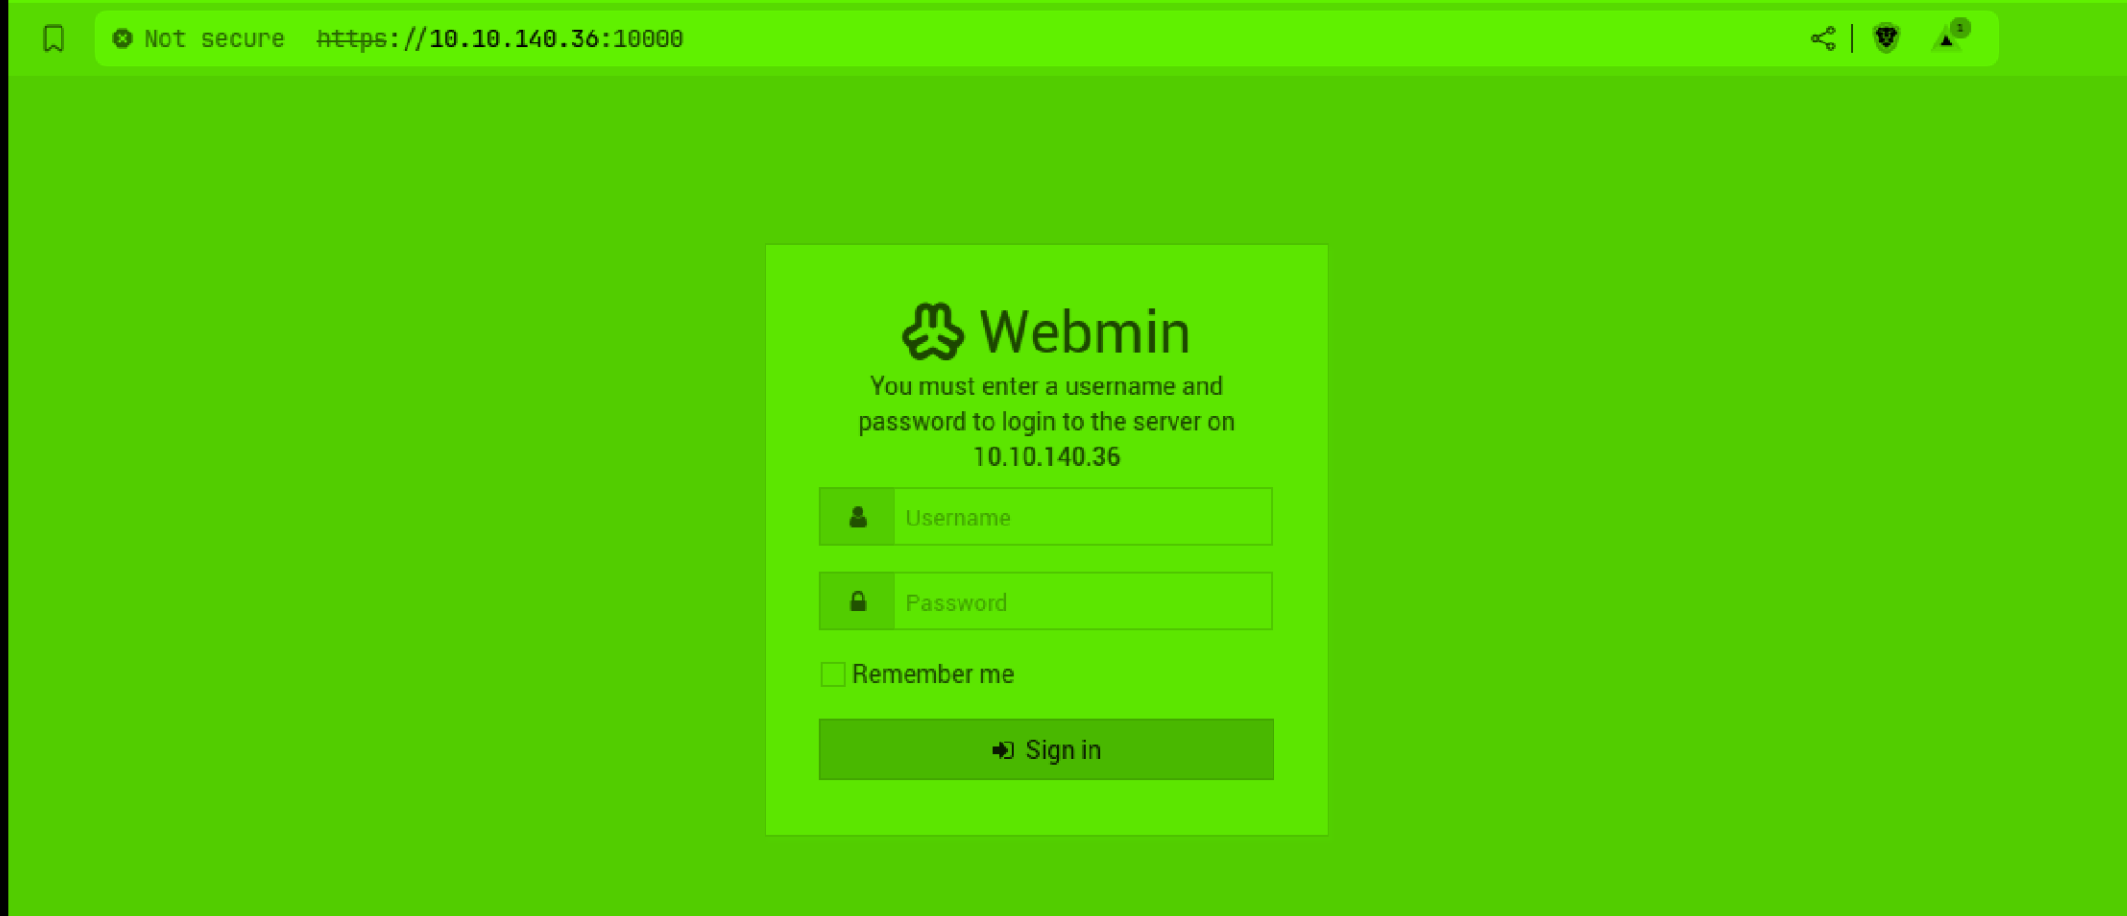 Not secure https://10.10.140.36:10000
1
Webmin
You must enter a username and
password to login to the server on
10.10.140.36
Username
Password
Remember me
Sign in